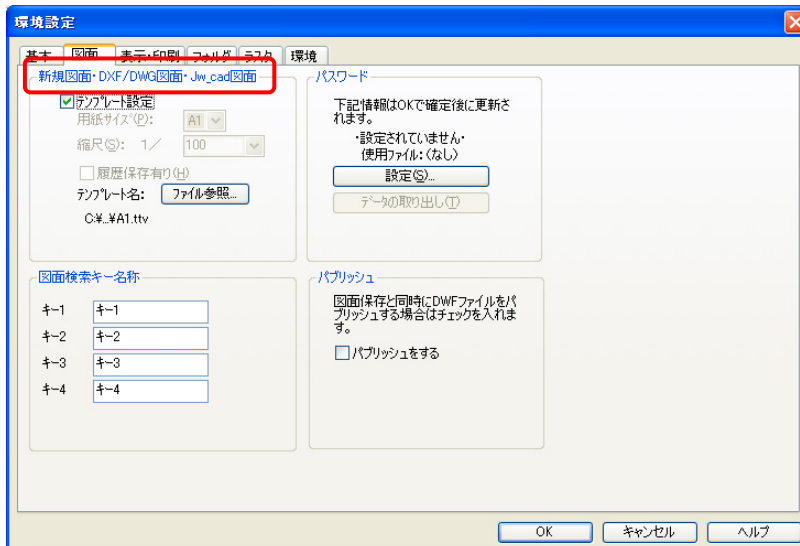 環境設定
基本 図面 表示・印刷 フォルダ ラスタ 環境
新規図面・DXF/DWG図面・Jw_cad図面
テンプレート設定
用紙サイズ(P): A1
縮尺(S): 1/ 100
履歴保存有り(H)
テンプレート名: ファイル参照...
C:¥...¥A1.ttv
パスワード
下記情報はOKで確定後に更新さ
れます。
・設定されていません・
使用ファイル:(なし)
設定(S)...
データの取り出し(T)
図面検索キー名称
キー1 キー1
キー2 キー2
キー3 キー3
キー4 キー4
パブリッシュ
図面保存と同時にDWFファイルをパ
ブリッシュする場合はチェックを入れま
す。
パブリッシュをする
OK キャンセル ヘルプ